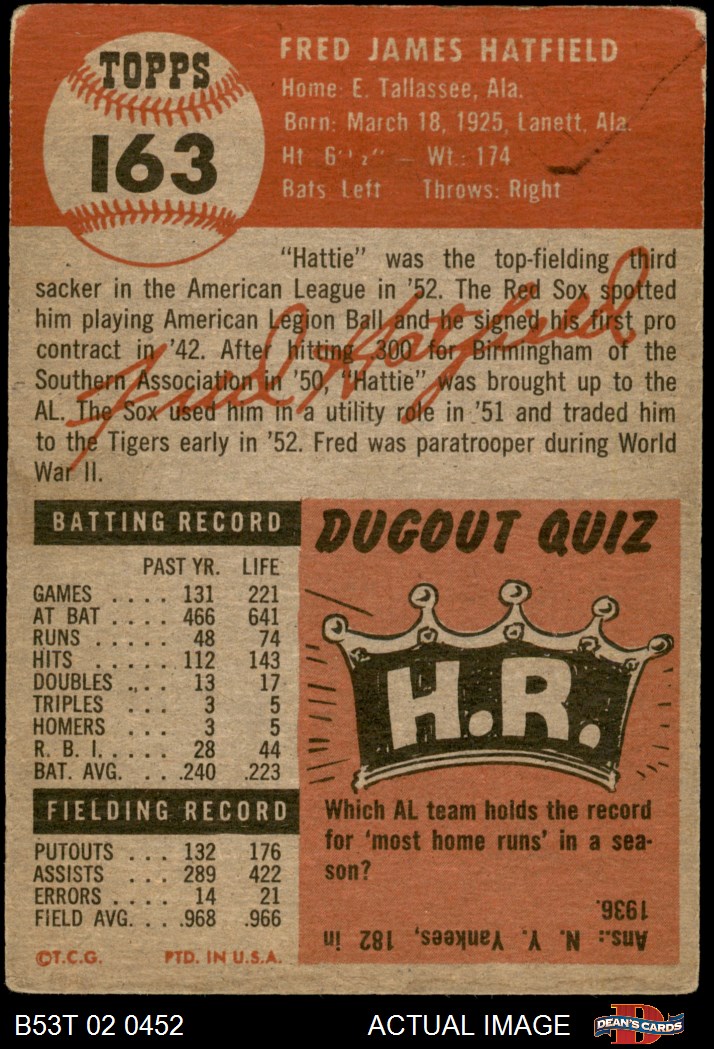 TOPPS
163
FRED JAMES HATFIELD
Home: E. Tallassee, Ala.
Born: March 18, 1925, Lanett, Ala.
Ht 6' ½" — Wt.: 174
Bats Left Throws: Right
"Hattie" was the top-fielding third
sacker in the American League in '52. The Red Sox spotted
him playing American Legion Ball and he signed his first pro
contract in '42. After hitting .300 for Birmingham of the
Southern Association in '50, "Hattie" was brought up to the
AL. The Sox used him in a utility role in '51 and traded him
to the Tigers early in '52. Fred was paratrooper during World
War II.
Fred Hatfield
BATTING RECORD
PAST YR. LIFE
GAMES .... 131 221
AT BAT .... 466 641
RUNS ..... 48 74
HITS ..... 112 143
DOUBLES ... 13 17
TRIPLES ... 3 5
HOMERS ... 3 5
R. B. I. .... 28 44
BAT. AVG. ... .240 .223
FIELDING RECORD
PUTOUTS ... 132 176
ASSISTS ... 289 422
ERRORS .... 14 21
FIELD AVG. .. .968 .966
©T.C.G. PTD. IN U.S.A.
DUGOUT QUIZ
H.R.
Which AL team holds the record
for 'most home runs' in a sea-
son?
Ans.: N. Y. Yankees, 182 in
1936.
B53T 02 0452
ACTUAL IMAGE
D
DEAN'S CARDS